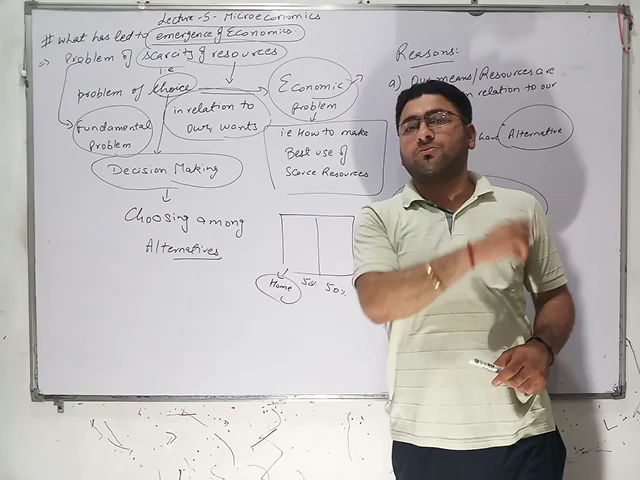 Lecture-5- Microeconomics
# What has led to emergence of Economics
⇒ Problem of scarcity of resources
i.e
problem of choice
in relation to
our wants
fundamental
Problem
Decision Making
Choosing among
Alternatives
Economic
problem
i.e How to make
Best use of
Scarce Resources
Home 50% 50%
Reasons:
a) Our means/Resources are
in relation to our
Alternative